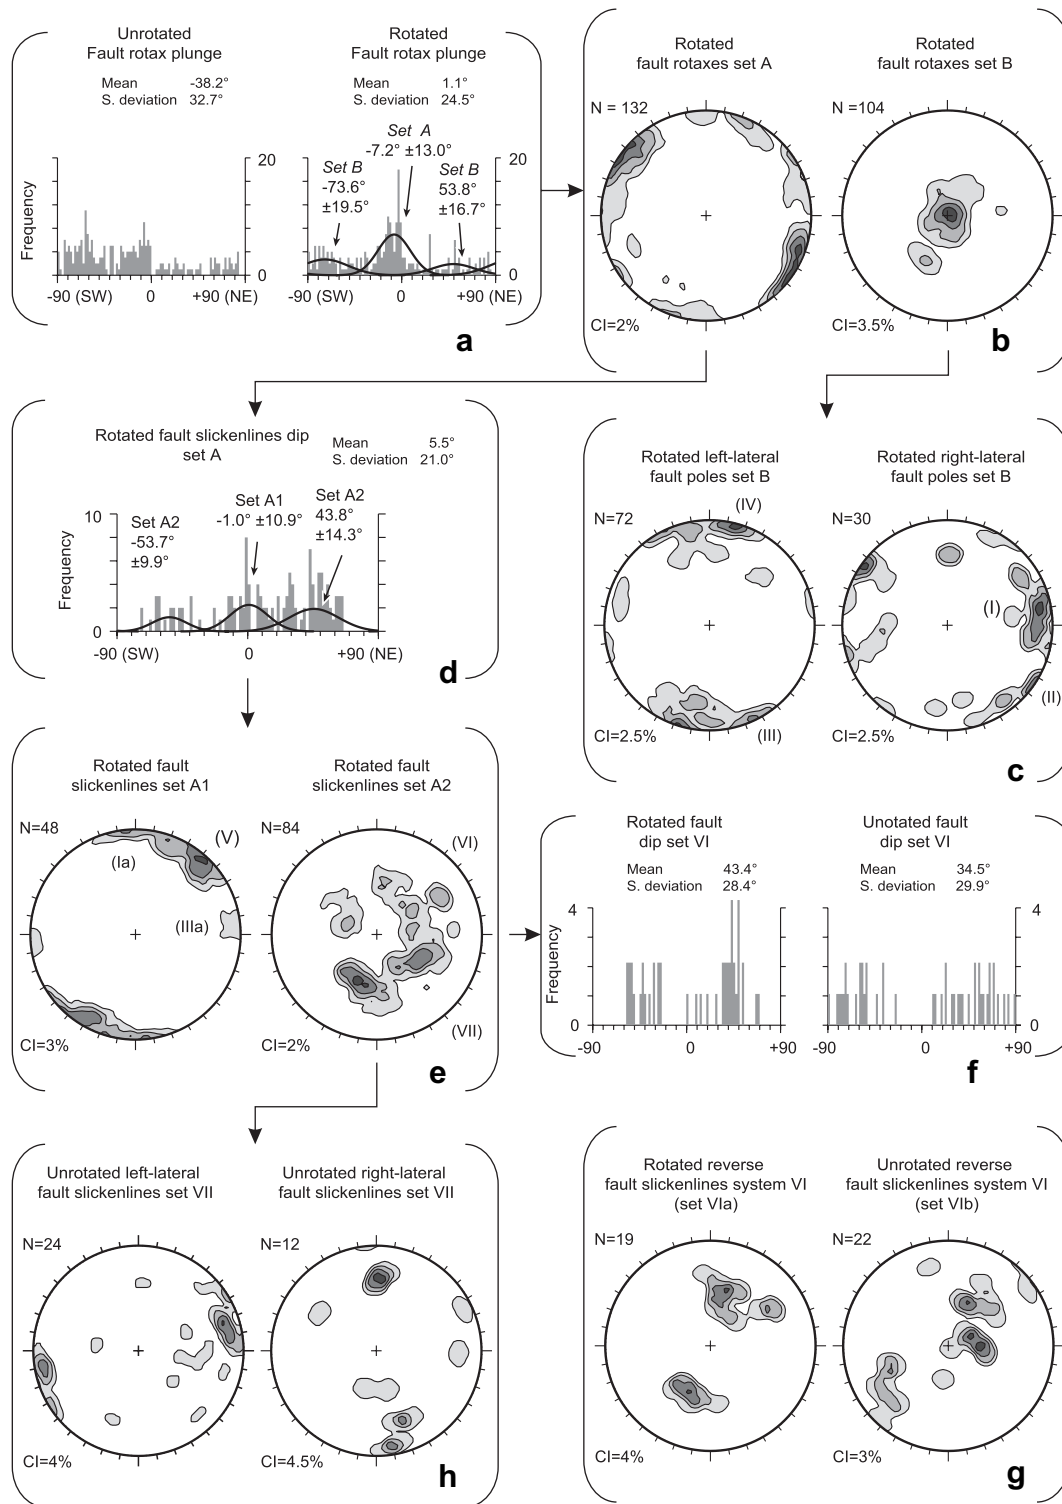 Unrotated
Fault rotax plunge
Mean -38.2°
S. deviation 32.7°
Rotated
Fault rotax plunge
Mean 1.1°
S. deviation 24.5°
Set A
-7.2° ±13.0°
Set B
-73.6°
±19.5°
Set B
53.8°
±16.7°
Frequency
20
0
-90 (SW) 0 +90 (NE)
20
0
-90 (SW) 0 +90 (NE)
a
Rotated
fault rotaxes set A
N = 132
CI=2%
Rotated
fault rotaxes set B
N =104
CI=3.5%
b
Rotated fault slickenlines dip
set A
Mean 5.5°
S. deviation 21.0°
Set A2
-53.7°
±9.9°
Set A1
-1.0° ±10.9°
Set A2
43.8°
±14.3°
Frequency
10
0
-90 (SW) 0 +90 (NE)
d
Rotated left-lateral
fault poles set B
N=72
(IV)
(III)
CI=2.5%
Rotated right-lateral
fault poles set B
N=30
(I)
(II)
CI=2.5%
c
Rotated fault
slickenlines set A1
N=48
(V)
(Ia)
(IIIa)
CI=3%
Rotated fault
slickenlines set A2
N=84
(VI)
(VII)
CI=2%
e
Rotated fault
dip set VI
Mean 43.4°
S. deviation 28.4°
Frequency
4
0
-90 0 +90
Unotated fault
dip set VI
Mean 34.5°
S. deviation 29.9°
4
0
-90 0 +90
f
Unrotated left-lateral
fault slickenlines set VII
N=24
CI=4%
Unrotated right-lateral
fault slickenlines set VII
N=12
CI=4.5%
h
Rotated reverse
fault slickenlines system VI
(set VIa)
N=19
CI=4%
Unrotated reverse
fault slickenlines system VI
(set VIb)
N=22
CI=3%
g